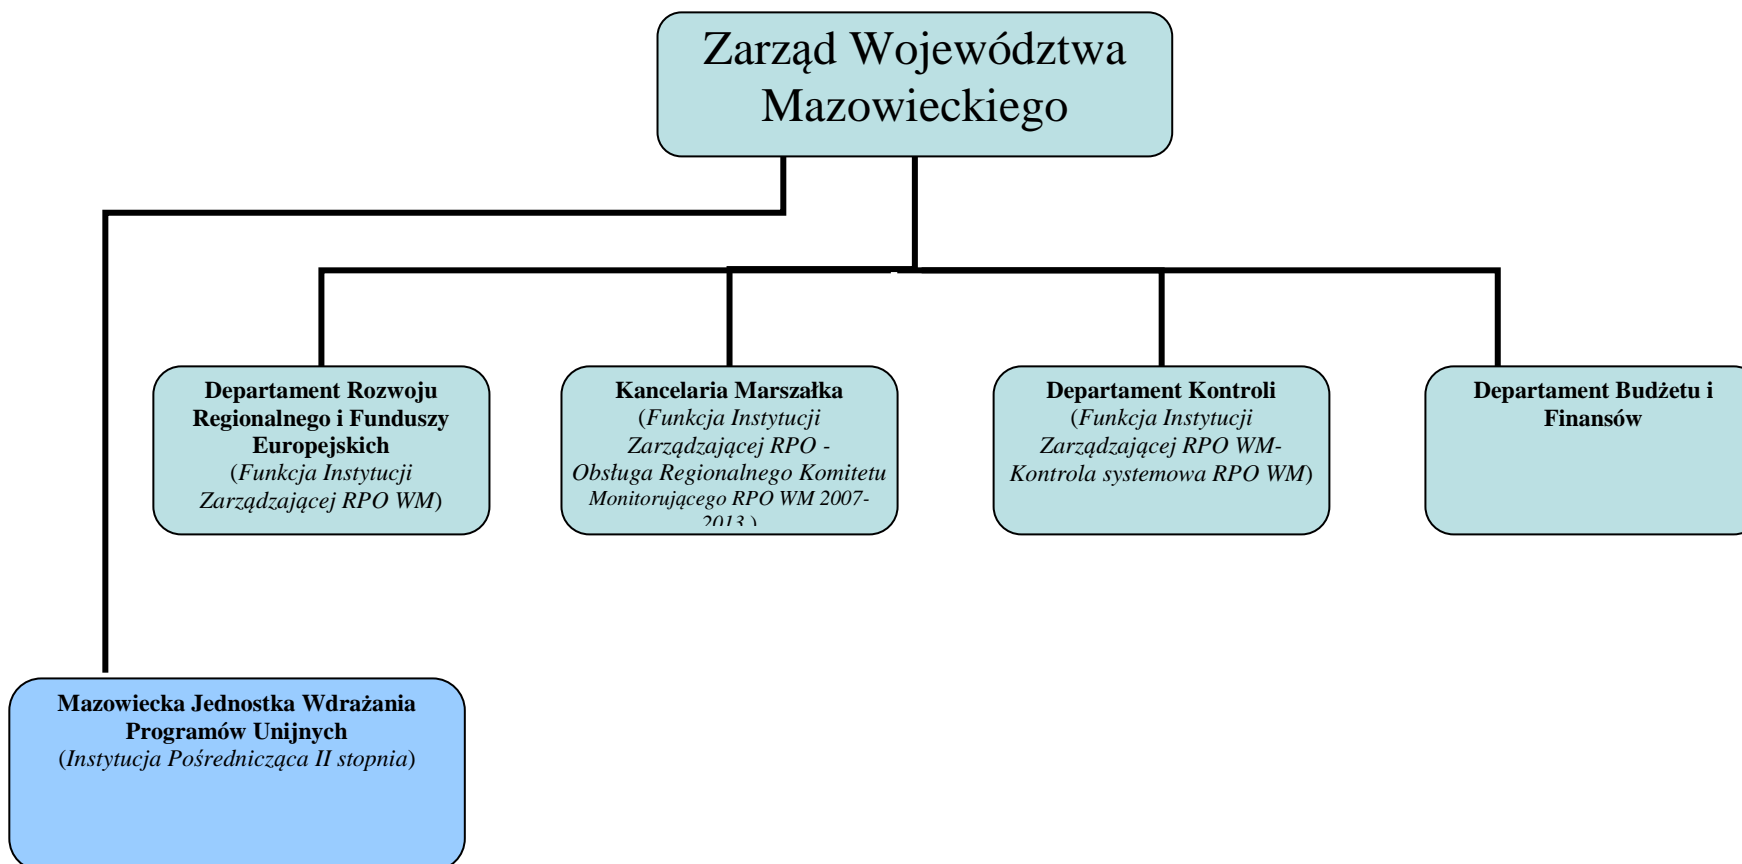 Zarząd Województwa
Mazowieckiego
Departament Rozwoju
Regionalnego i Funduszy
Europejskich
(Funkcja Instytucji
Zarządzającej RPO WM)
Kancelaria Marszałka
(Funkcja Instytucji
Zarządzającej RPO -
Obsługa Regionalnego Komitetu
Monitorującego RPO WM 2007-
2013 )
Departament Kontroli
(Funkcja Instytucji
Zarządzającej RPO WM-
Kontrola systemowa RPO WM)
Departament Budżetu i
Finansów
Mazowiecka Jednostka Wdrażania
Programów Unijnych
(Instytucja Pośrednicząca II stopnia)